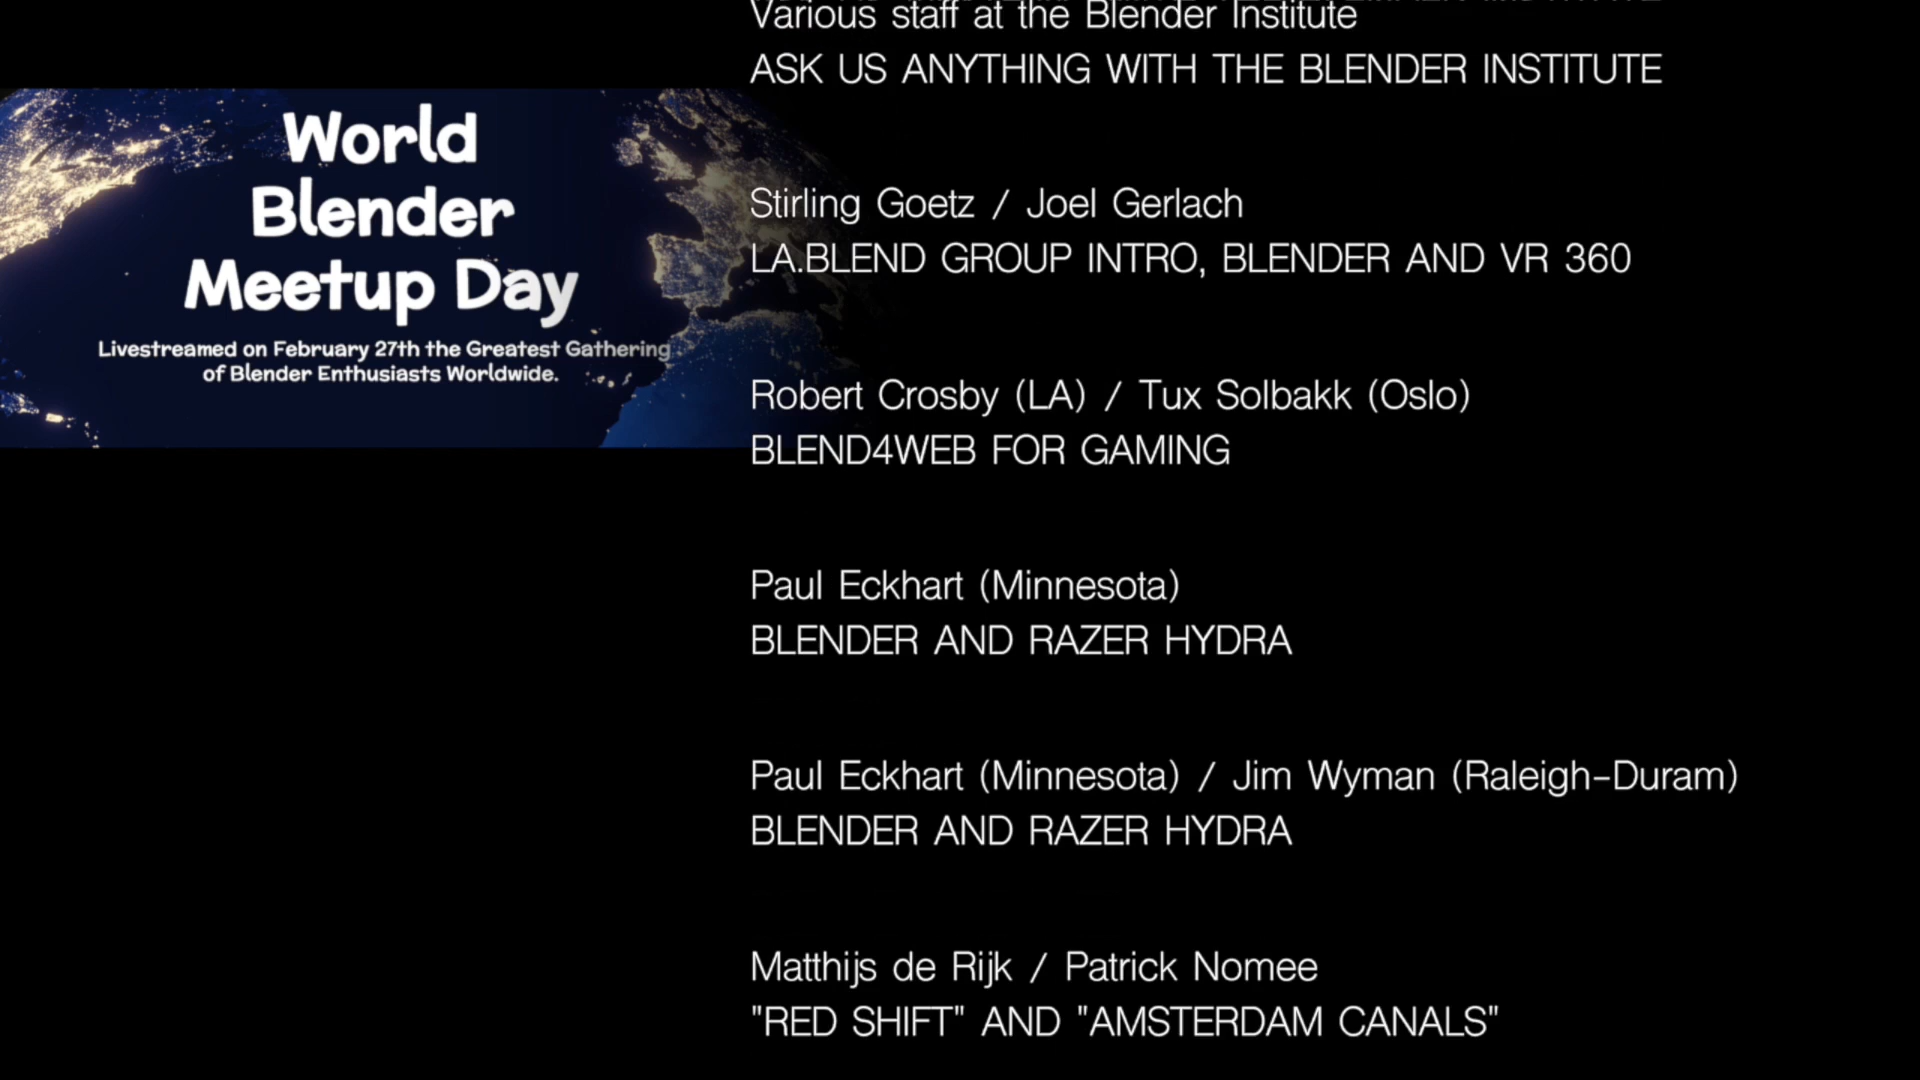 World
Blender
Meetup Day
Livestreamed on February 27th the Greatest Gathering
of Blender Enthusiasts Worldwide.
Various staff at the Blender Institute
ASK US ANYTHING WITH THE BLENDER INSTITUTE
Stirling Goetz / Joel Gerlach
LA.BLEND GROUP INTRO, BLENDER AND VR 360
Robert Crosby (LA) / Tux Solbakk (Oslo)
BLEND4WEB FOR GAMING
Paul Eckhart (Minnesota)
BLENDER AND RAZER HYDRA
Paul Eckhart (Minnesota) / Jim Wyman (Raleigh-Duram)
BLENDER AND RAZER HYDRA
Matthijs de Rijk / Patrick Nomee
"RED SHIFT" AND "AMSTERDAM CANALS"